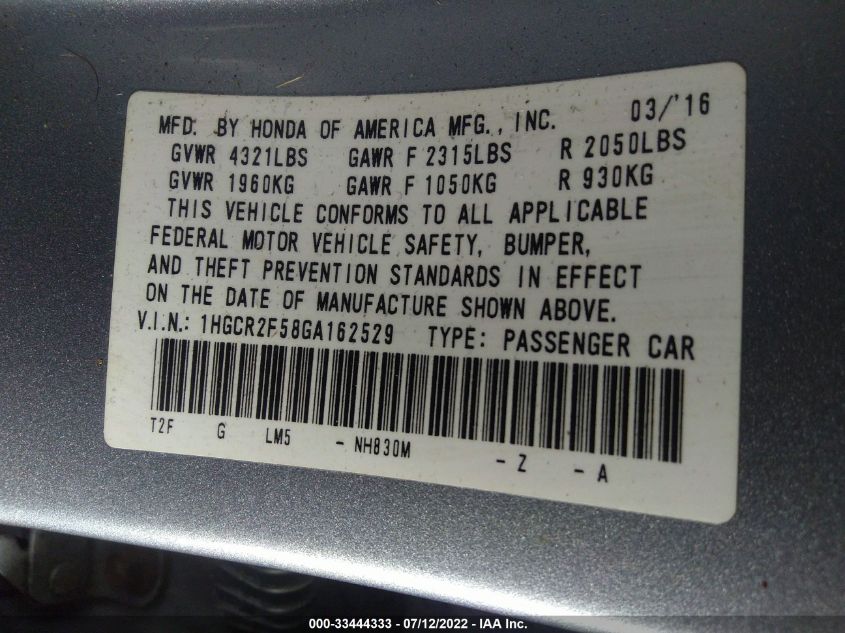 MFD. BY HONDA OF AMERICA MFG., INC. 03/'16
GVWR 4321LBS GAWR F 2315LBS R 2050LBS
GVWR 1960KG GAWR F 1050KG R 930KG
THIS VEHICLE CONFORMS TO ALL APPLICABLE
FEDERAL MOTOR VEHICLE SAFETY, BUMPER,
AND THEFT PREVENTION STANDARDS IN EFFECT
ON THE DATE OF MANUFACTURE SHOWN ABOVE.
V.I.N.: 1HGCR2F58GA162529 TYPE: PASSENGER CAR
T2F G LM5 - NH830M - Z - A
000-33444333 - 07/12/2022 - IAA Inc.